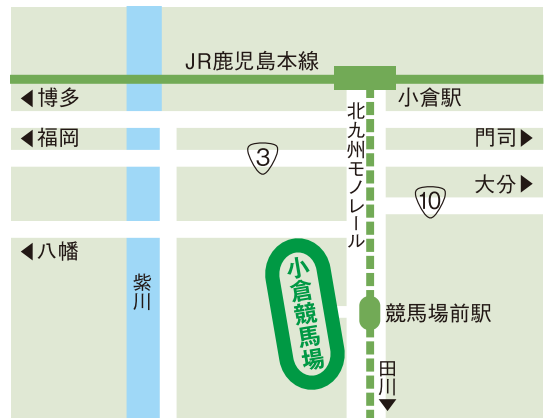 JR鹿児島本線
◀博多
小倉駅
◀福岡
3
門司▶
大分▶
10
北九州モノレール
◀八幡
紫川
小倉競馬場
競馬場前駅
田川▼